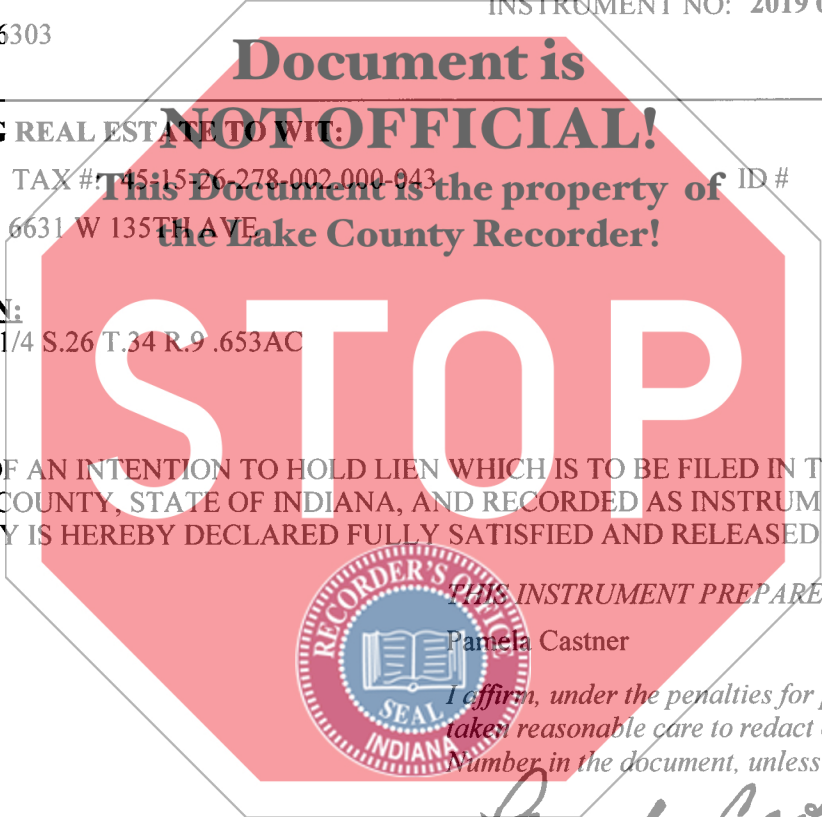 INSTRUMENT NO: 2019 0
6303
Document is
NOT OFFICIAL!
G REAL ESTATE TO WIT:
TAX #: 45-15-26-278-002.000-043 ID #
This Document is the property of
6631 W 135TH AVE
the Lake County Recorder!
N:
1/4 S.26 T.34 R.9 .653AC
STOP
OF AN INTENTION TO HOLD LIEN WHICH IS TO BE FILED IN T
COUNTY, STATE OF INDIANA, AND RECORDED AS INSTRUM
Y IS HEREBY DECLARED FULLY SATISFIED AND RELEASED
RECORDER'S OFFICE
SEAL
INDIANA
THIS INSTRUMENT PREPARE
Pamela Castner
I affirm, under the penalties for
taken reasonable care to redact
Number in the document, unless